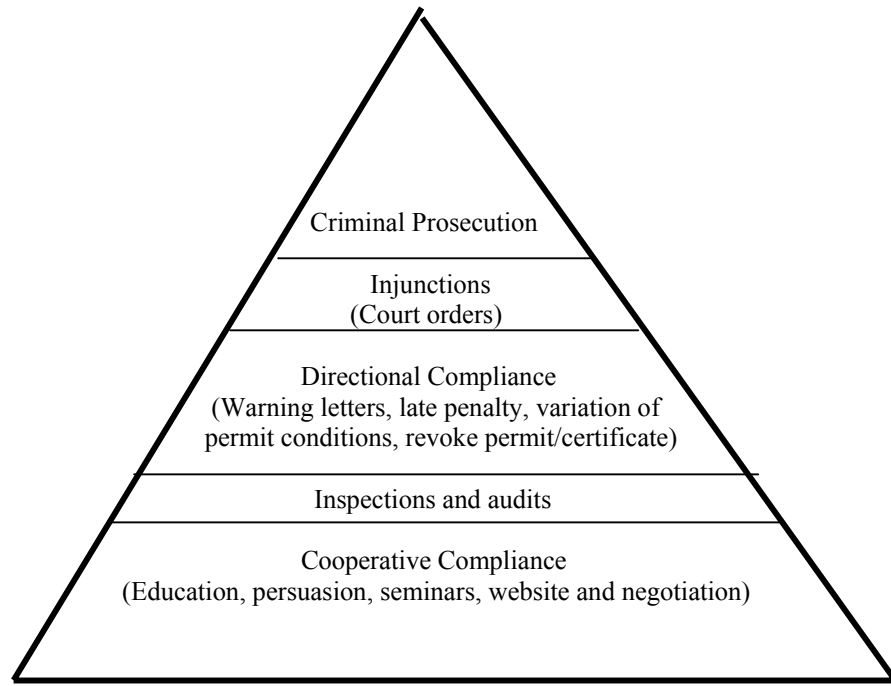 Criminal Prosecution
Injunctions
(Court orders)
Directional Compliance
(Warning letters, late penalty, variation of
permit conditions, revoke permit/certificate)
Inspections and audits
Cooperative Compliance
(Education, persuasion, seminars, website and negotiation)